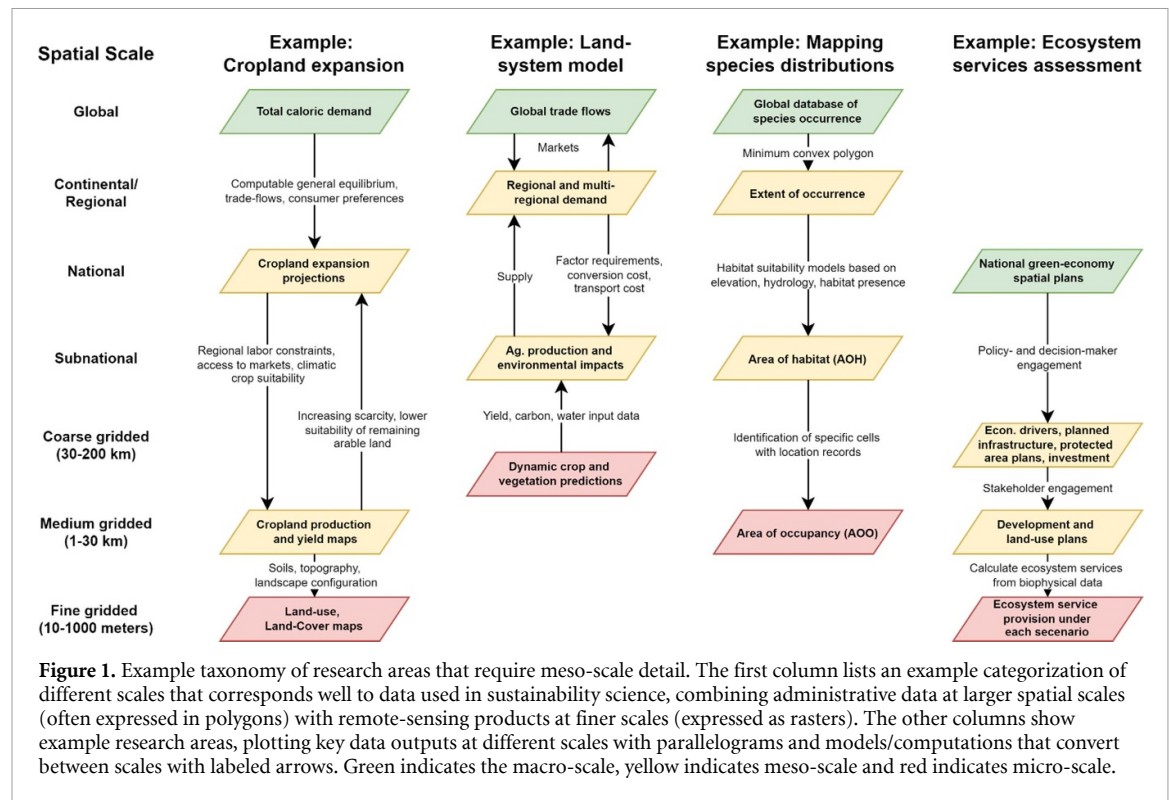 Spatial Scale
Example:
Cropland expansion
Example: Land-
system model
Example: Mapping
species distributions
Example: Ecosystem
services assessment
Global
Total caloric demand
Global trade flows
Global database of
species occurrence
Markets
Minimum convex polygon
Continental/
Regional
Computable general equilibrium,
trade-flows, consumer preferences
Regional and multi-
regional demand
Extent of occurrence
National
Cropland expansion
projections
Supply
Factor requirements,
conversion cost,
transport cost
Habitat suitability models based on
elevation, hydrology, habitat presence
National green-economy
spatial plans
Subnational
Regional labor constraints,
access to markets, climatic
crop suitability
Ag. production and
environmental impacts
Area of habitat (AOH)
Policy- and decision-maker
engagement
Increasing scarcity, lower
suitability of remaining
arable land
Yield, carbon, water input data
Coarse gridded
(30-200 km)
Dynamic crop and
vegetation predictions
Identification of specific cells
with location records
Econ. drivers, planned
infrastructure, protected
area plans, investment
Stakeholder engagement
Medium gridded
(1-30 km)
Cropland production
and yield maps
Area of occupancy (AOO)
Development and
land-use plans
Soils, topography,
landscape configuration
Calculate ecosystem services
from biophysical data
Fine gridded
(10-1000 meters)
Land-use,
Land-Cover maps
Ecosystem service
provision under
each secenario
Figure 1. Example taxonomy of research areas that require meso-scale detail. The first column lists an example categorization of
different scales that corresponds well to data used in sustainability science, combining administrative data at larger spatial scales
(often expressed in polygons) with remote-sensing products at finer scales (expressed as rasters). The other columns show
example research areas, plotting key data outputs at different scales with parallelograms and models/computations that convert
between scales with labeled arrows. Green indicates the macro-scale, yellow indicates meso-scale and red indicates micro-scale.